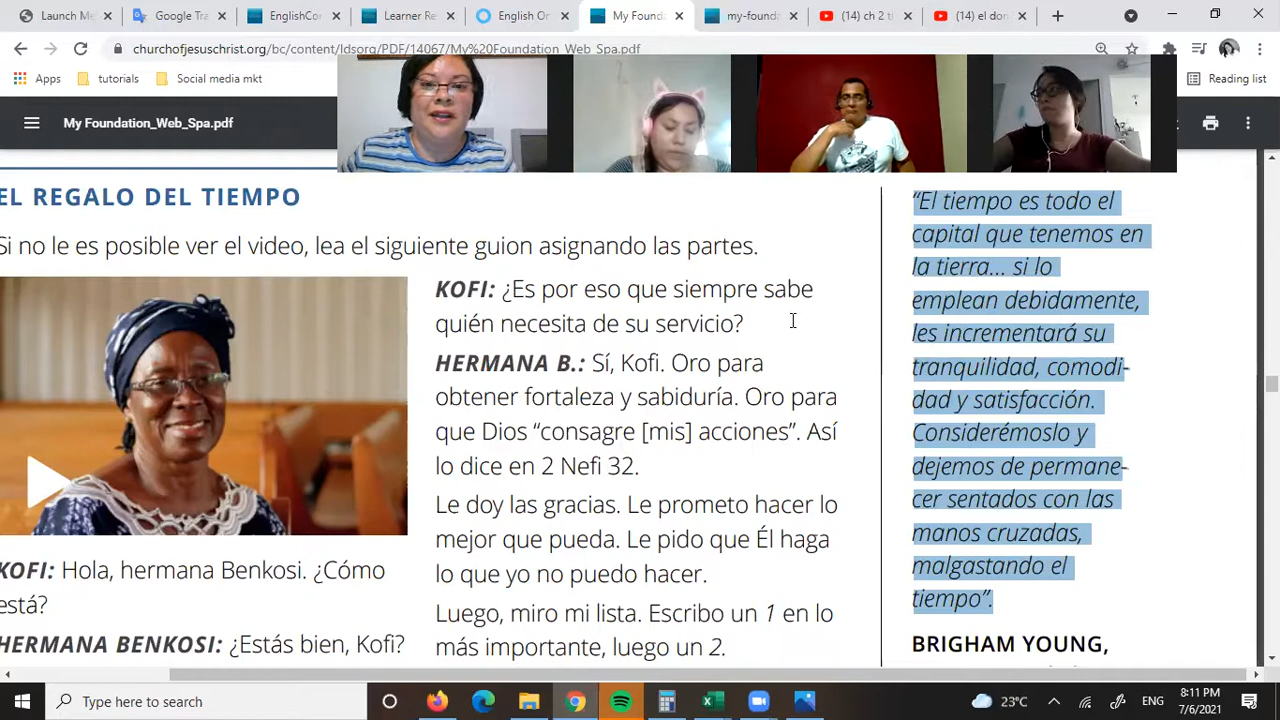 Launch Me
Google Tra
EnglishCon
Learner Re
English On
My Found
my-found
(14) ch 2 ti
(14) el don
churchofjesuschrist.org/bc/content/ldsorg/PDF/14067/My%20Foundation_Web_Spa.pdf
Apps
tutorials
Social media mkt
Reading list
My Foundation_Web_Spa.pdf
EL REGALO DEL TIEMPO
Si no le es posible ver el video, lea el siguiente guion asignando las partes.
KOFI: Hola, hermana Benkosi. ¿Cómo
está?
HERMANA BENKOSI: ¿Estás bien, Kofi?
KOFI: ¿Es por eso que siempre sabe
quién necesita de su servicio?
HERMANA B.: Sí, Kofi. Oro para
obtener fortaleza y sabiduría. Oro para
que Dios “consagre [mis] acciones”. Así
lo dice en 2 Nefi 32.
Le doy las gracias. Le prometo hacer lo
mejor que pueda. Le pido que Él haga
lo que yo no puedo hacer.
Luego, miro mi lista. Escribo un 1 en lo
más importante, luego un 2.
“El tiempo es todo el
capital que tenemos en
la tierra... si lo
emplean debidamente,
les incrementará su
tranquilidad, comodi-
dad y satisfacción.
Considerémoslo y
dejemos de permane-
cer sentados con las
manos cruzadas,
malgastando el
tiempo”.
BRIGHAM YOUNG,
Type here to search
23°C
ENG
8:11 PM
7/6/2021